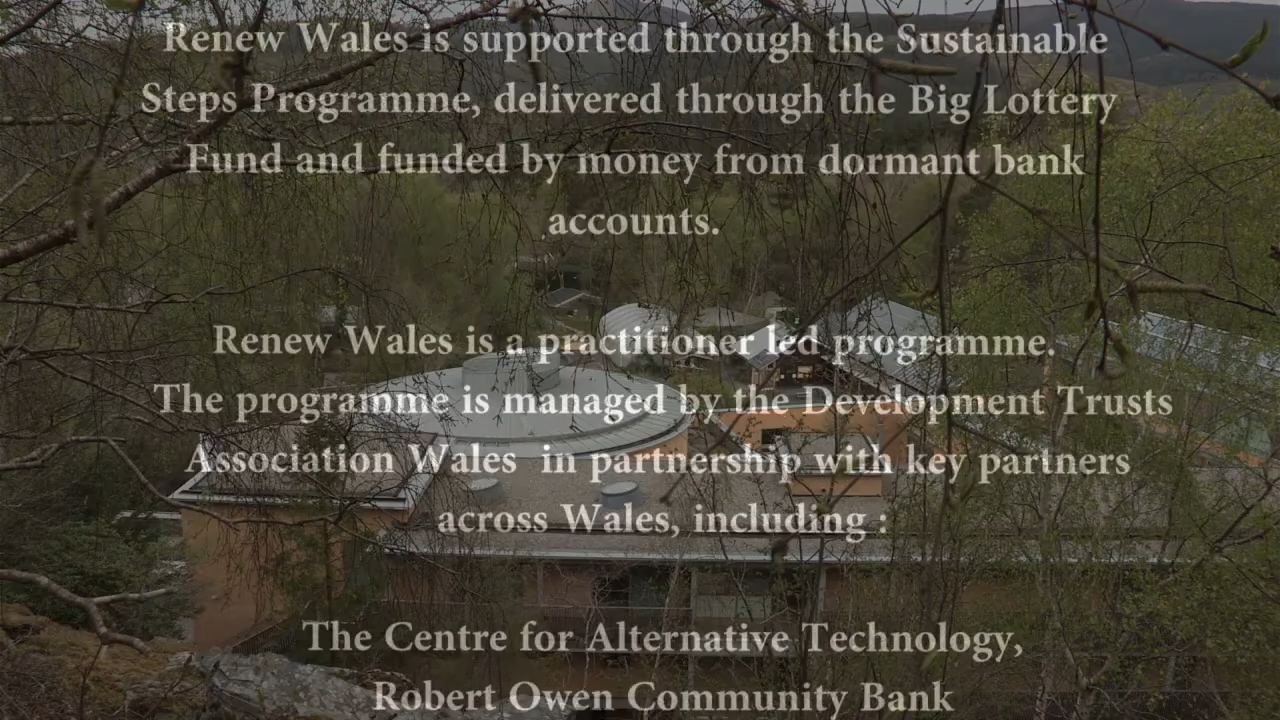 Renew Wales is supported through the Sustainable
Steps Programme, delivered through the Big Lottery
Fund and funded by money from dormant bank
accounts.
Renew Wales is a practitioner led programme.
The programme is managed by the Development Trusts
Association Wales  in partnership with key partners
across Wales, including :
The Centre for Alternative Technology,
Robert Owen Community Bank